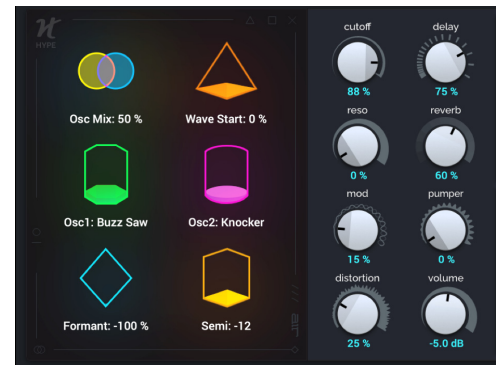 HYPE
Osc Mix: 50 %
Wave Start: 0 %
Osc1: Buzz Saw
Osc2: Knocker
Formant: -100 %
Semi: -12
air
cutoff
delay
88 %
75 %
reso
reverb
0 %
60 %
mod
pumper
15 %
0 %
distortion
volume
25 %
-5.0 dB